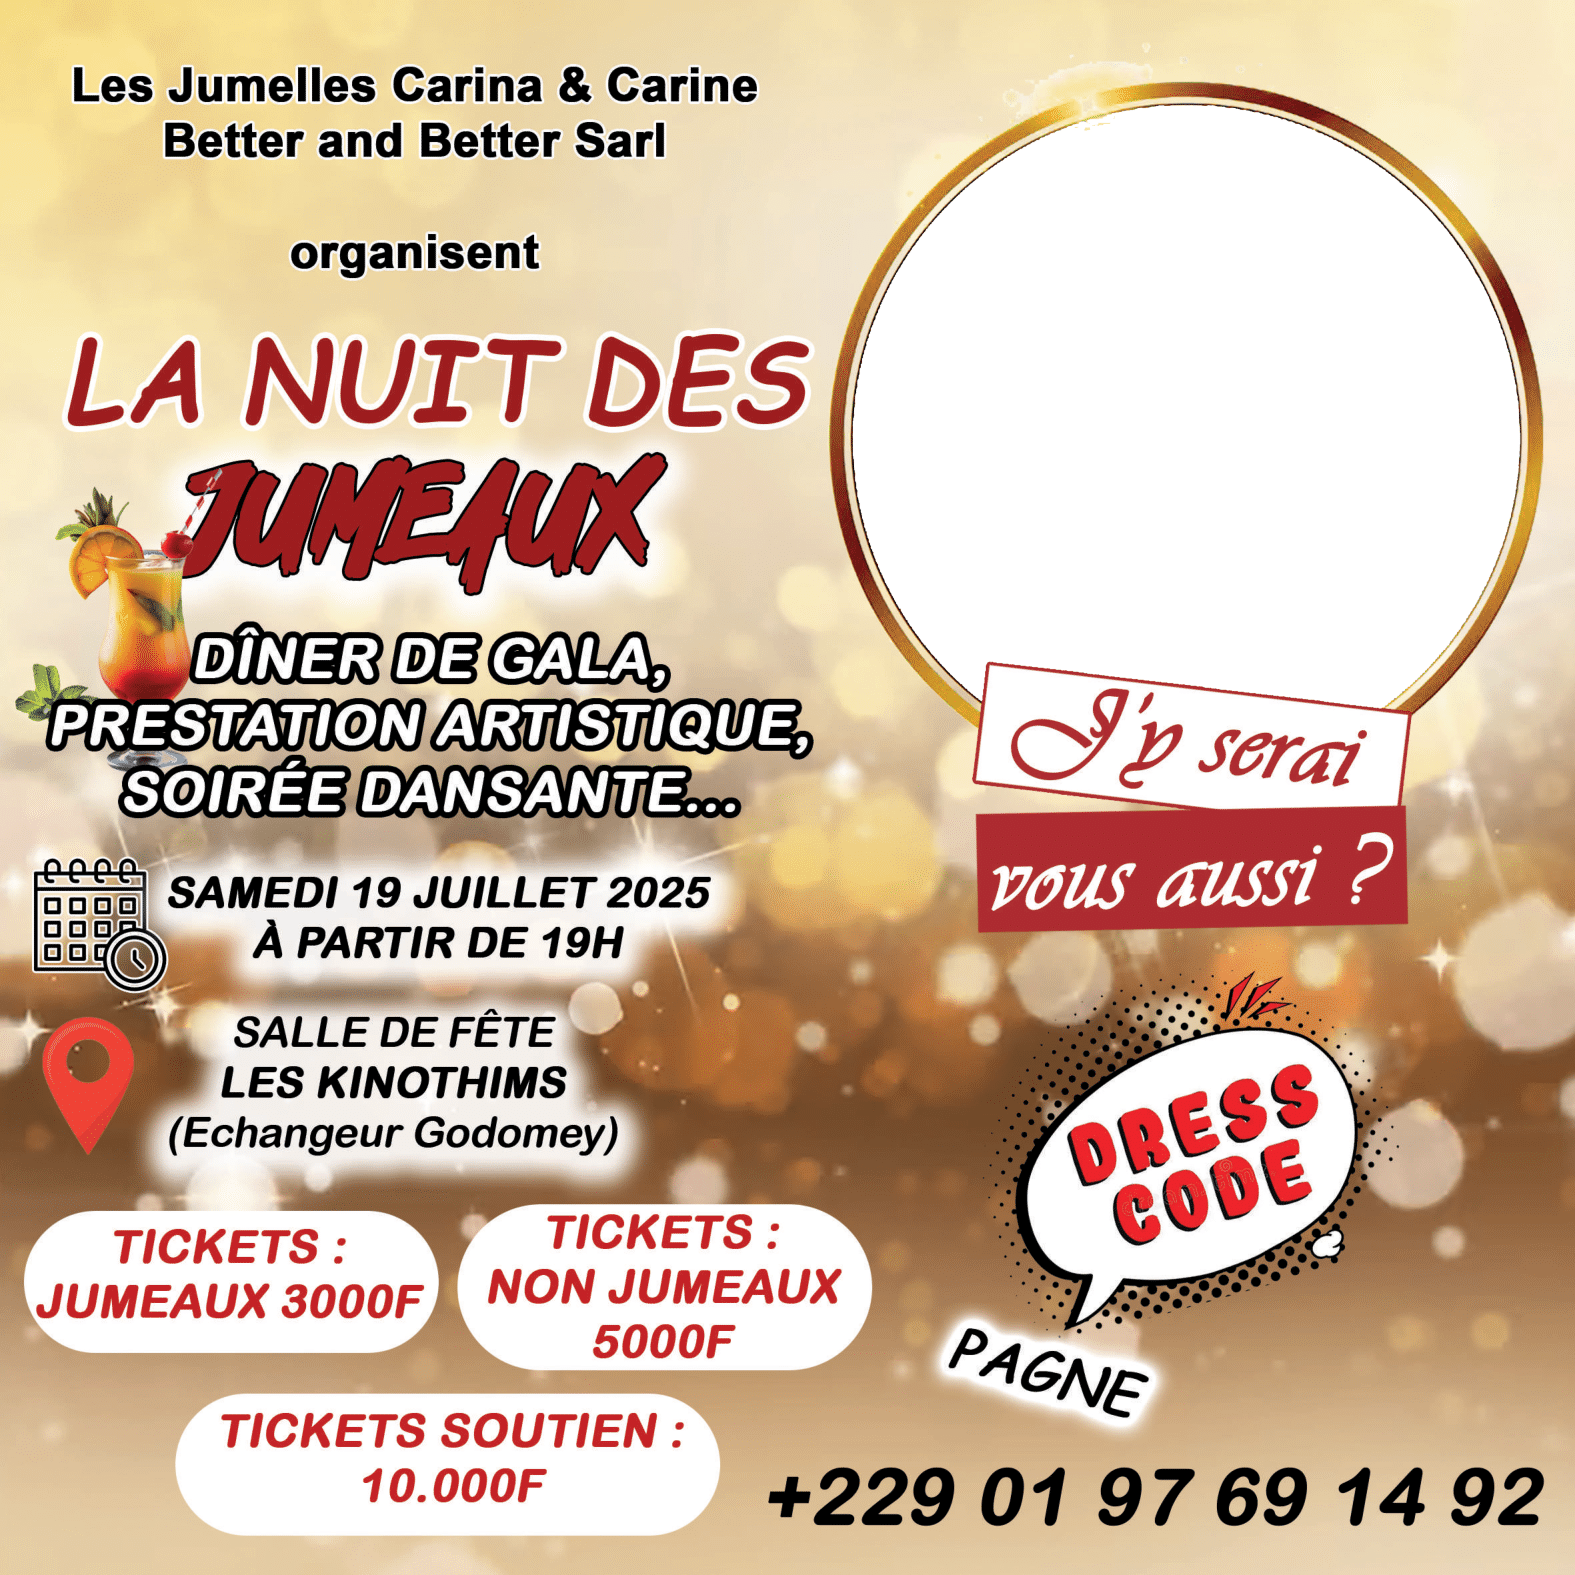 Les Jumelles Carina & Carine
Better and Better Sarl
organisent
LA NUIT DES
JUMEAUX
DÎNER DE GALA,
PRESTATION ARTISTIQUE,
SOIRÉE DANSANTE...
SAMEDI 19 JUILLET 2025
À PARTIR DE 19H
SALLE DE FÊTE
LES KINOTHIMS
(Echangeur Godomey)
TICKETS :
JUMEAUX 3000F
TICKETS :
NON JUMEAUX
5000F
TICKETS SOUTIEN :
10.000F
J'y serai
vous aussi ?
DRESS
CODE
PAGNE
+229 01 97 69 14 92